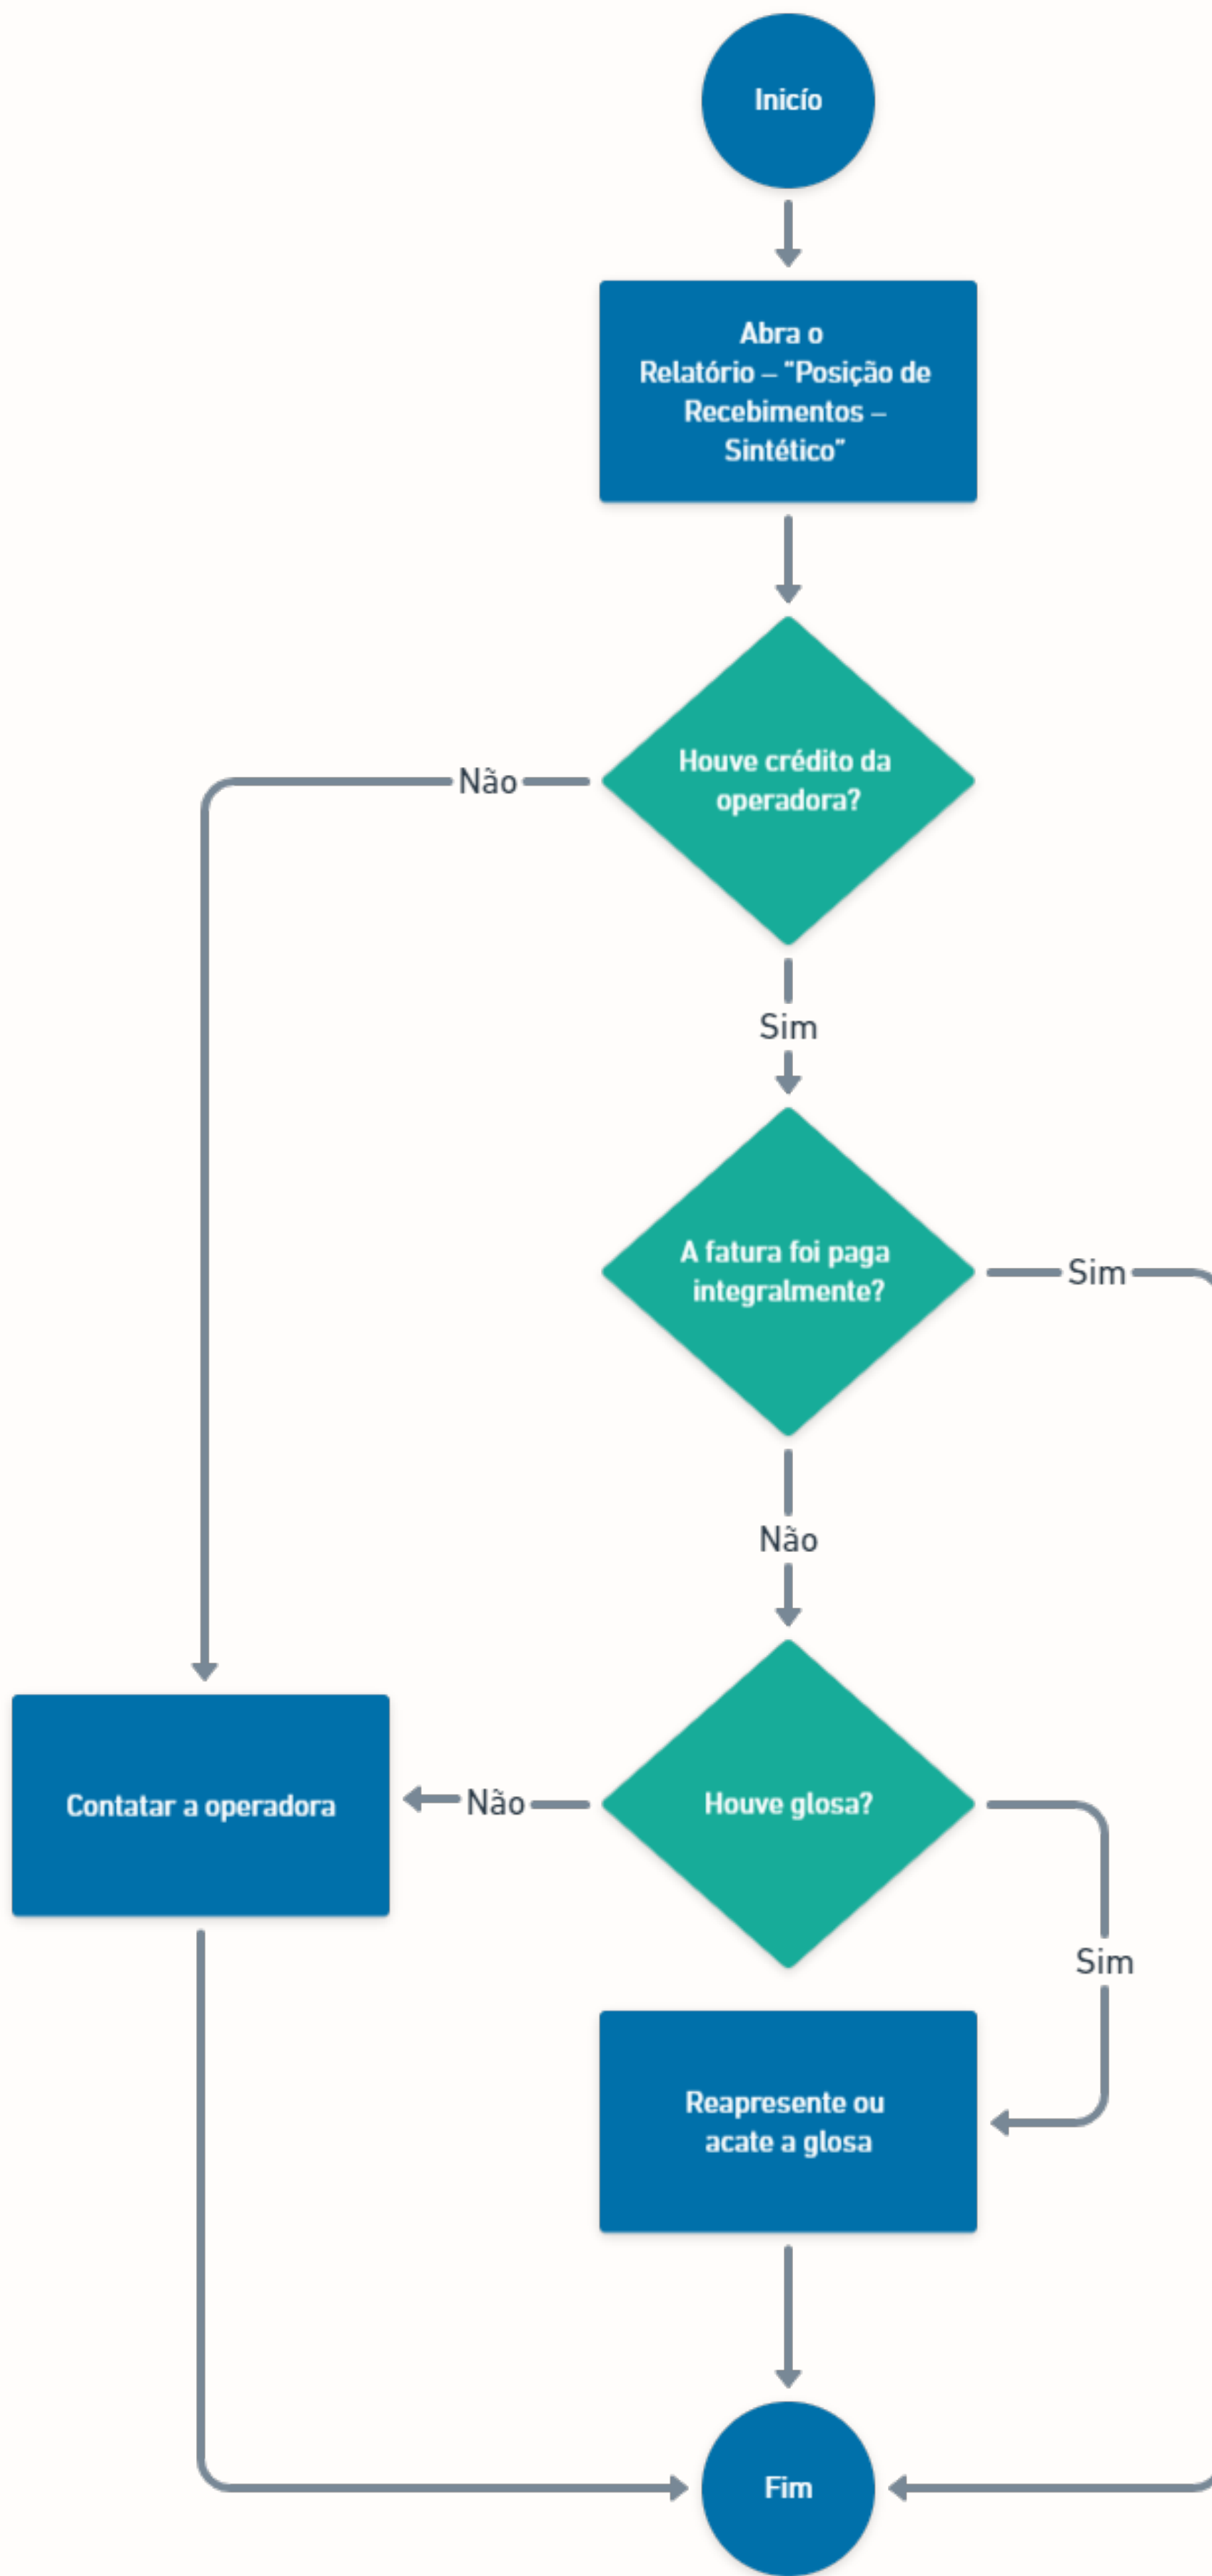 Inicío
Abra o
Relatório – "Posição de
Recebimentos –
Sintético"
Houve crédito da
operadora?
Não
Sim
A fatura foi paga
integralmente?
Sim
Não
Houve glosa?
Não
Contatar a operadora
Sim
Reapresente ou
acate a glosa
Fim